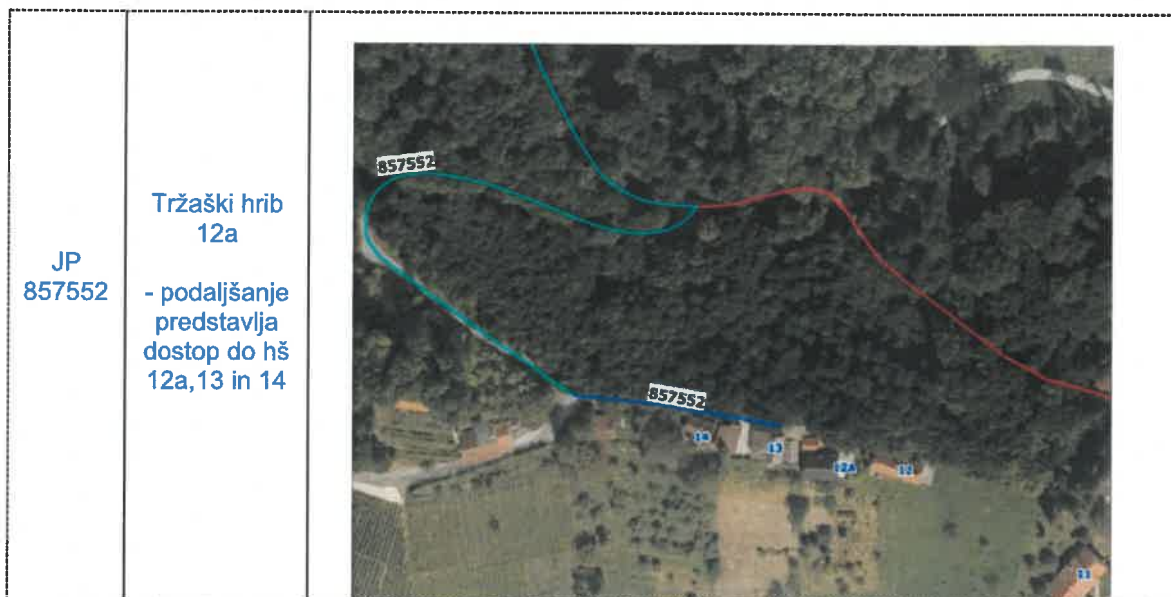 JP
857552
Tržaški hrib
12a
- podaljšanje
predstavlja
dostop do hš
12a,13 in 14
857552
857552
14
13
12A
12
11